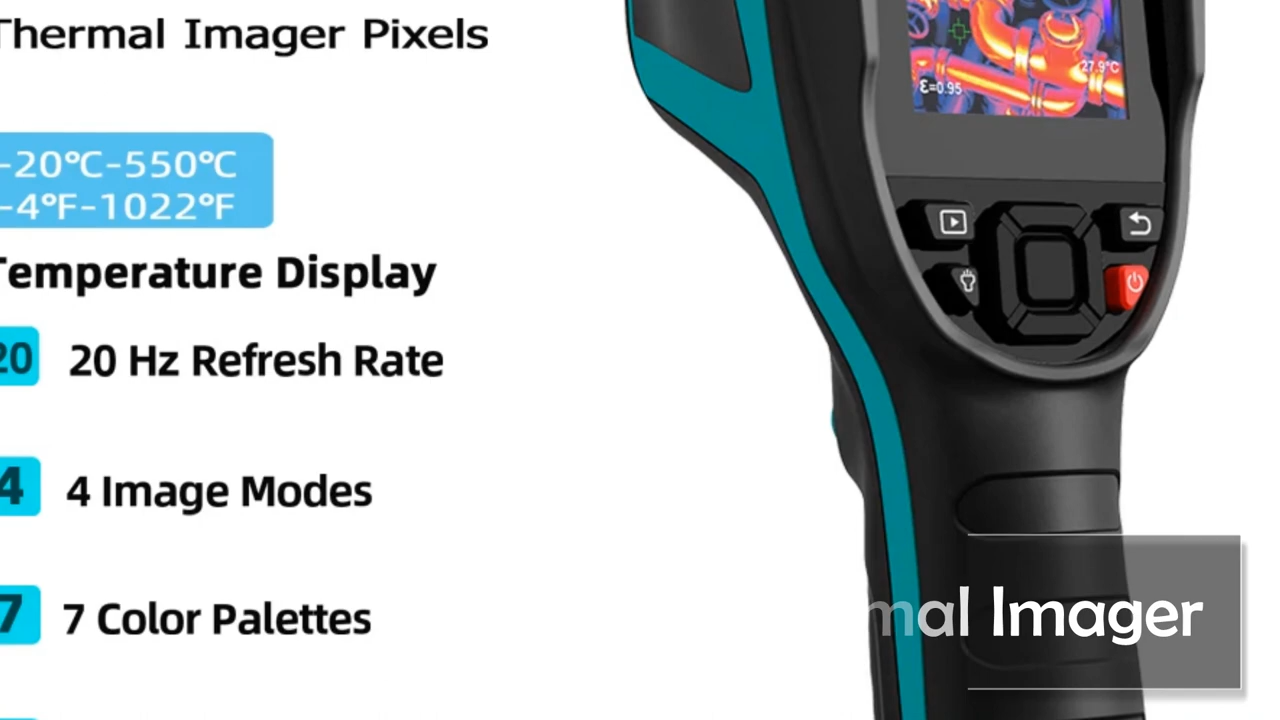 Thermal Imager Pixels
-20℃-550℃
-4℉-1022℉
Temperature Display
20 20 Hz Refresh Rate
4 4 Image Modes
7 7 Color Palettes
27.9°C
Ɛ=0.95
mal Imager